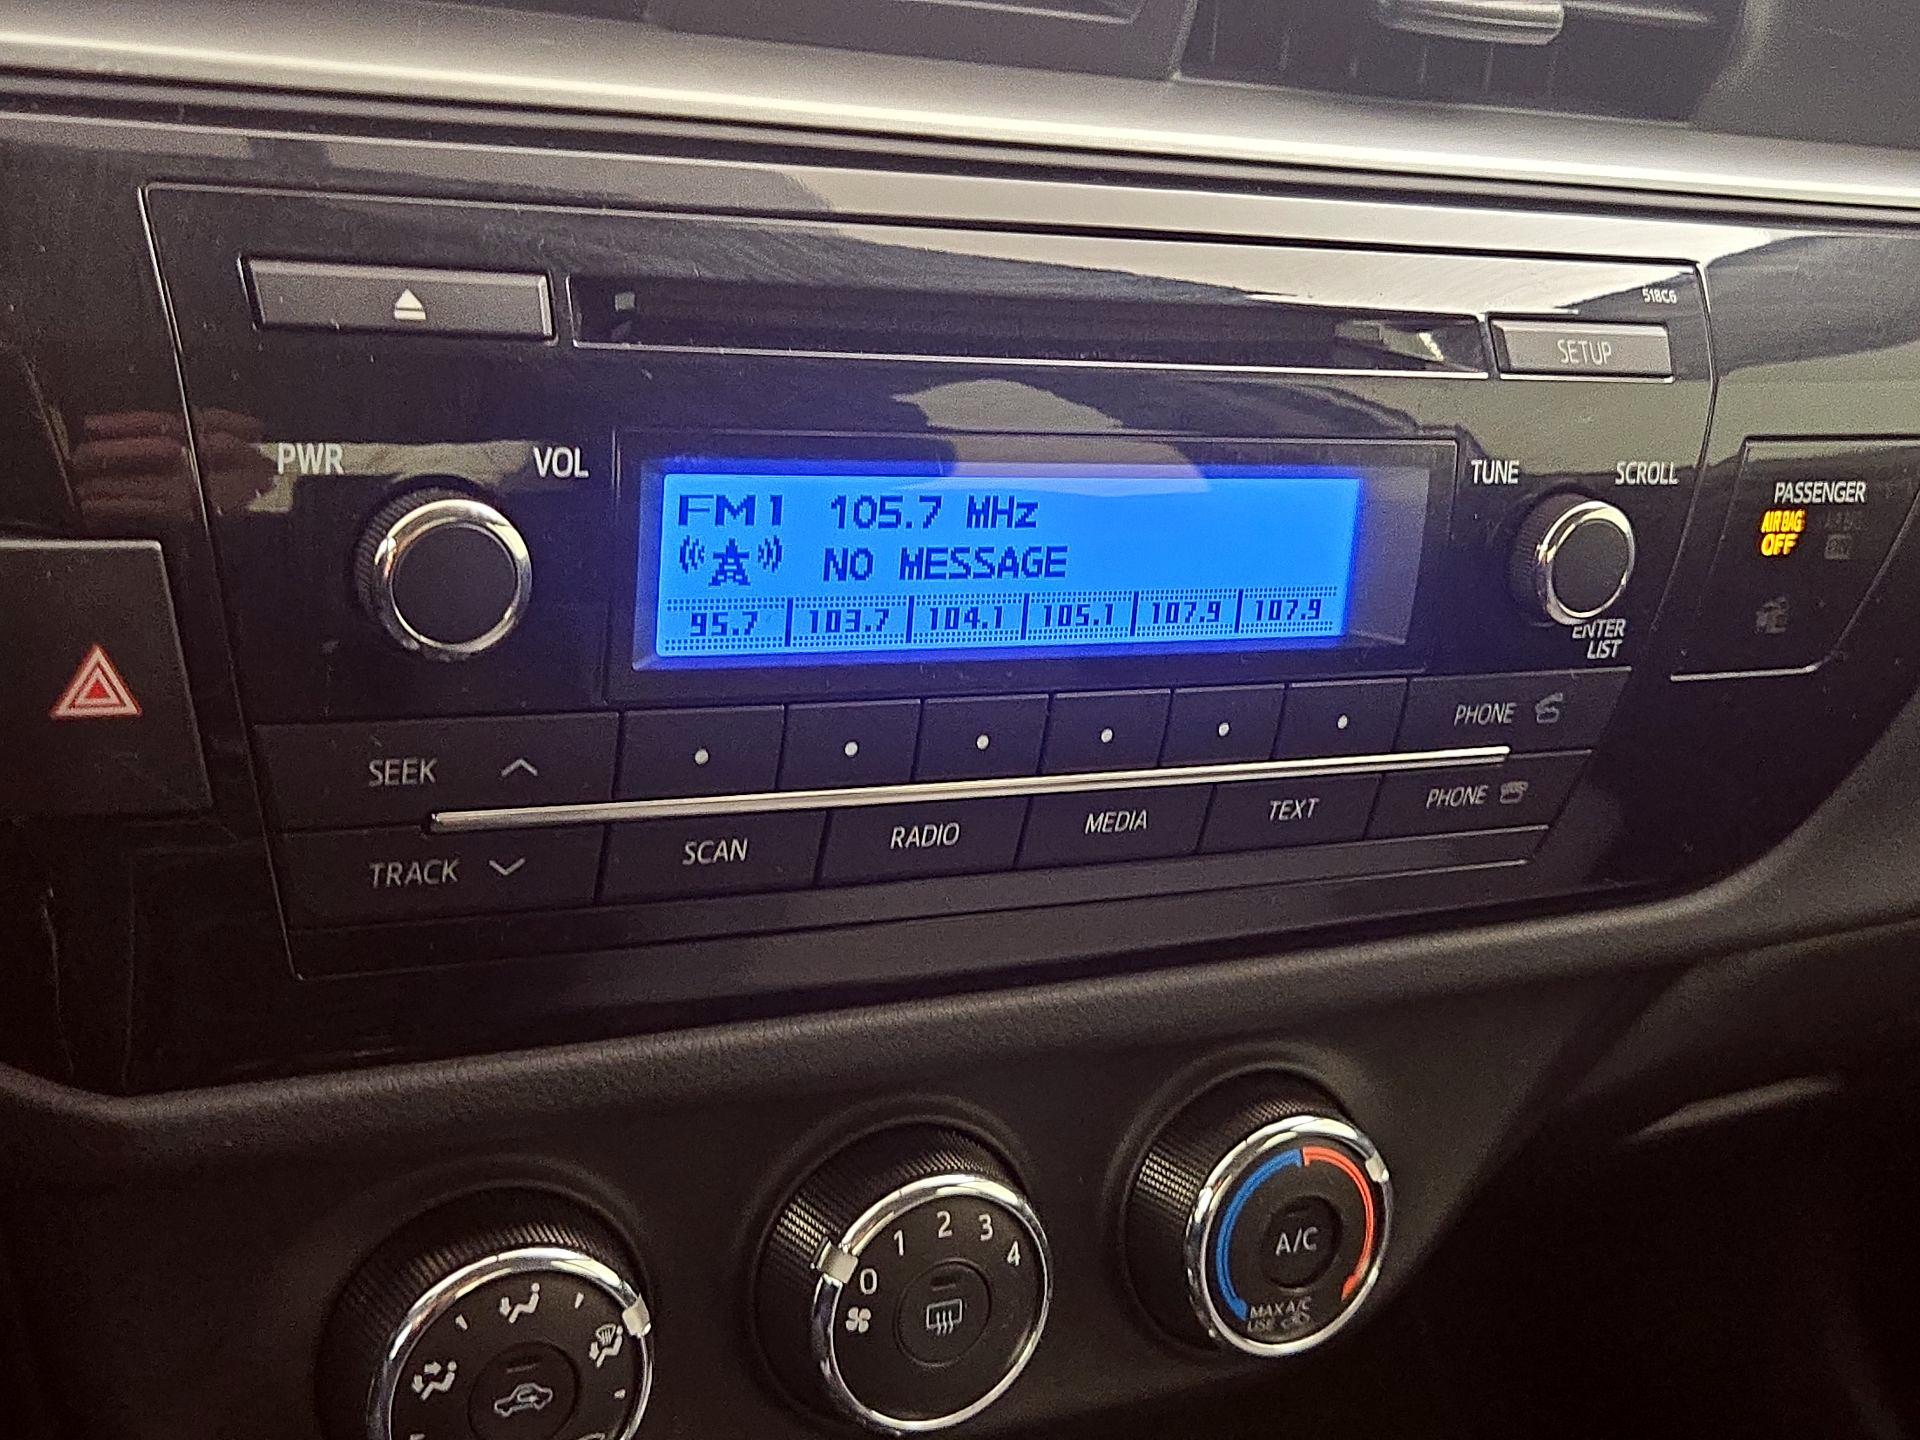 518C6
SETUP
PWR VOL
FM1 105.7 MHz
NO MESSAGE
95.7 103.7 104.1 105.1 107.9 107.9
TUNE SCROLL
ENTER
LIST
PASSENGER
AIR BAG
OFF
SEEK
PHONE
TRACK
SCAN
RADIO
MEDIA
TEXT
PHONE
0 1 2 3 4
A/C
MAX A/C
USE